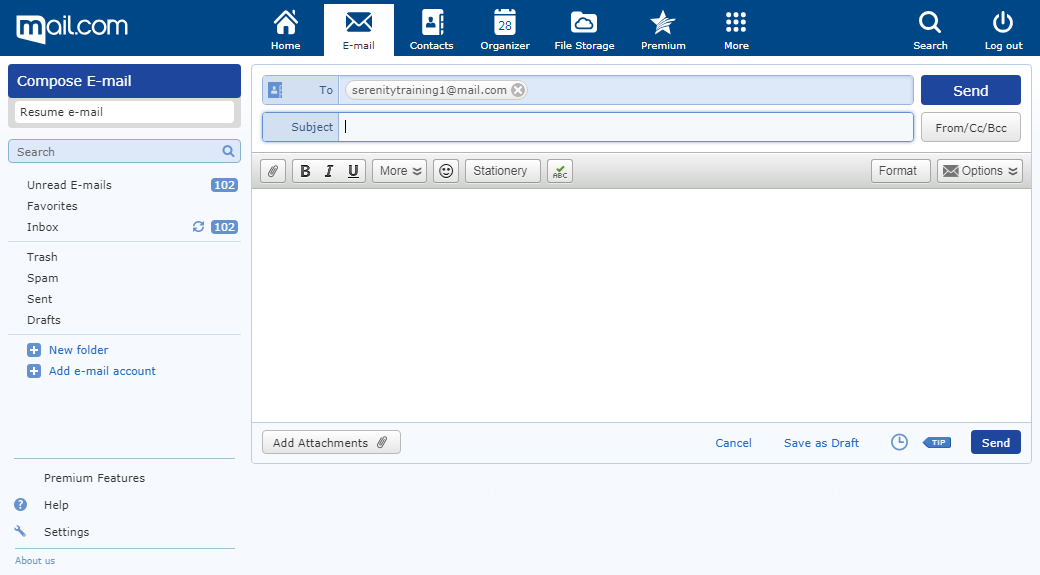 mail.com
Home
E-mail
Contacts
28
Organizer
File Storage
Premium
More
Search
Log out
Compose E-mail
Resume e-mail
Search
Unread E-mails 102
Favorites
Inbox 102
Trash
Spam
Sent
Drafts
New folder
Add e-mail account
Premium Features
? Help
Settings
About us
To serenitytraining1@mail.com
Send
Subject
From/Cc/Bcc
B I U More Stationery ABC Format Options
Add Attachments Cancel Save as Draft TIP Send